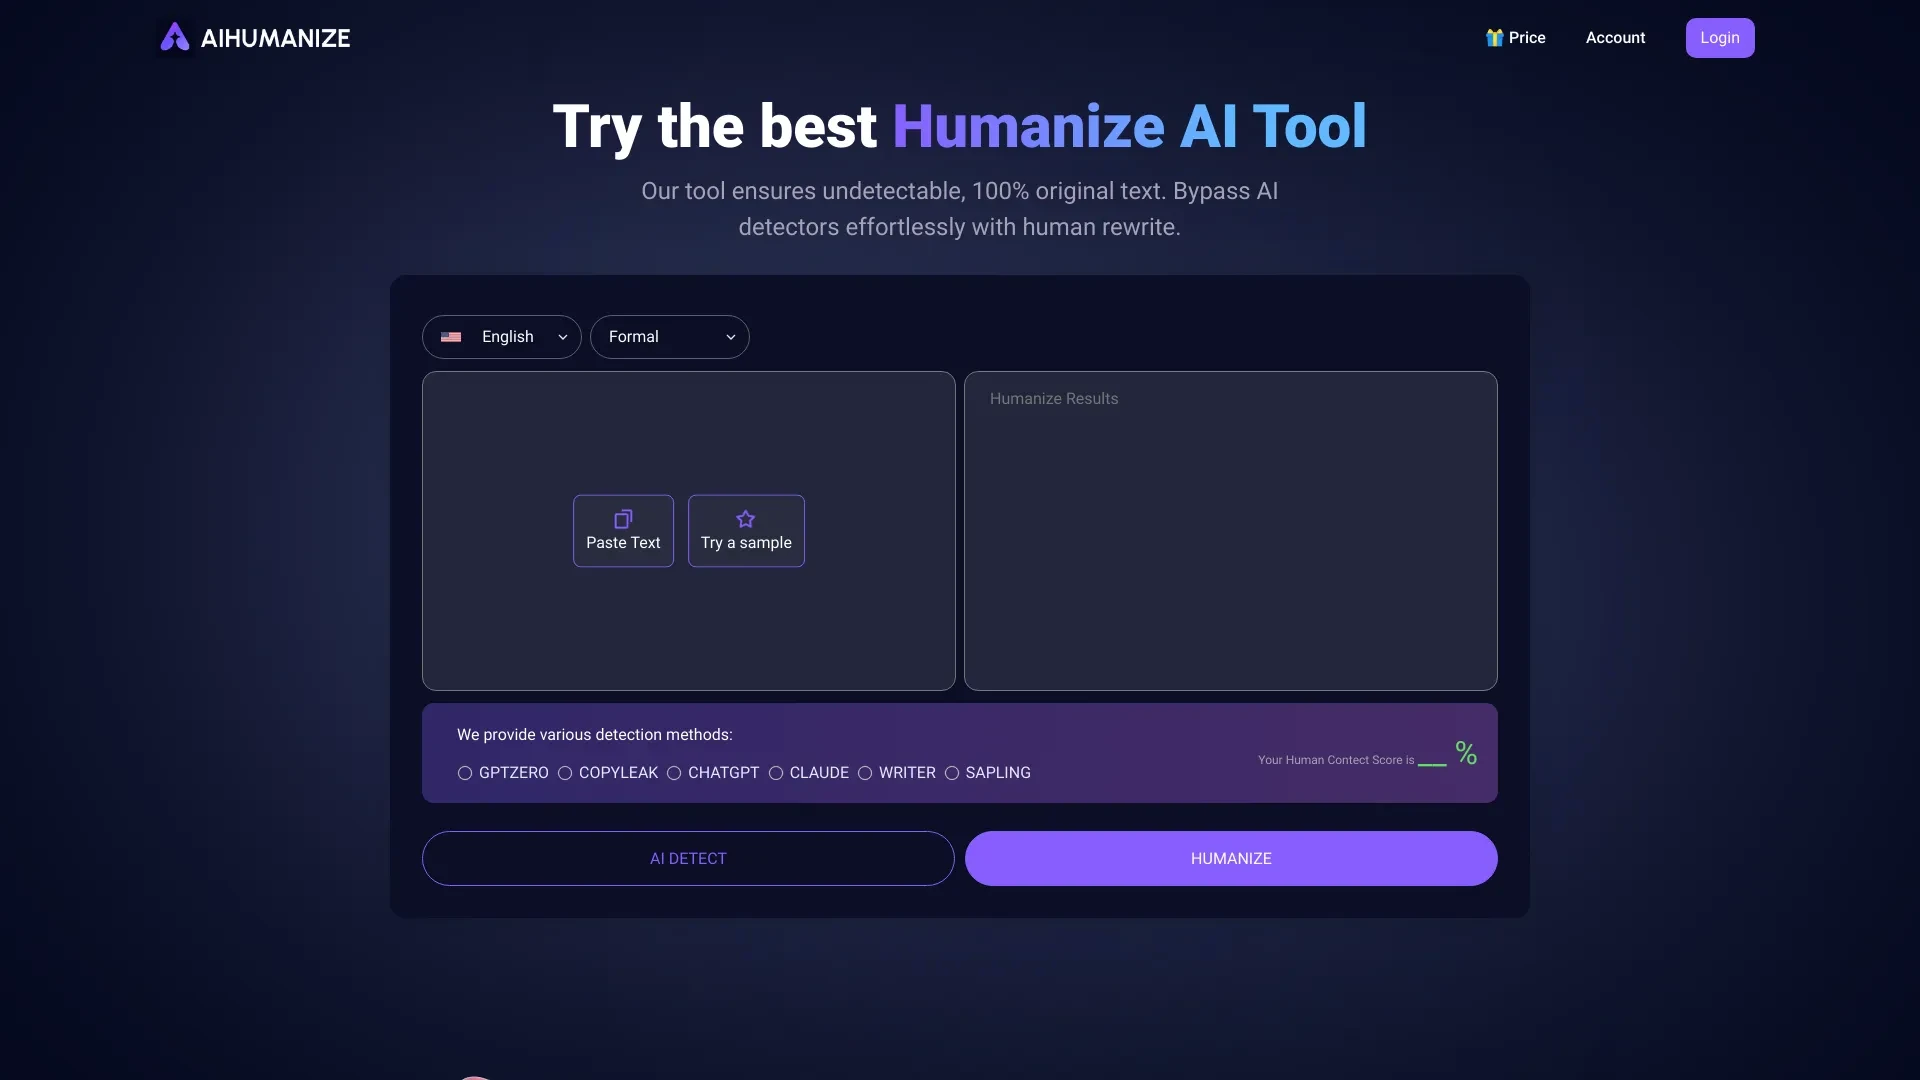 AIHUMANIZE
Price
Account
Login
Try the best Humanize AI Tool
Our tool ensures undetectable, 100% original text. Bypass AI
detectors effortlessly with human rewrite.
English
Formal
Humanize Results
Paste Text
Try a sample
We provide various detection methods:
GPTZERO COPYLEAK CHATGPT CLAUDE WRITER SAPLING
Your Human Contect Score is __ %
AI DETECT
HUMANIZE